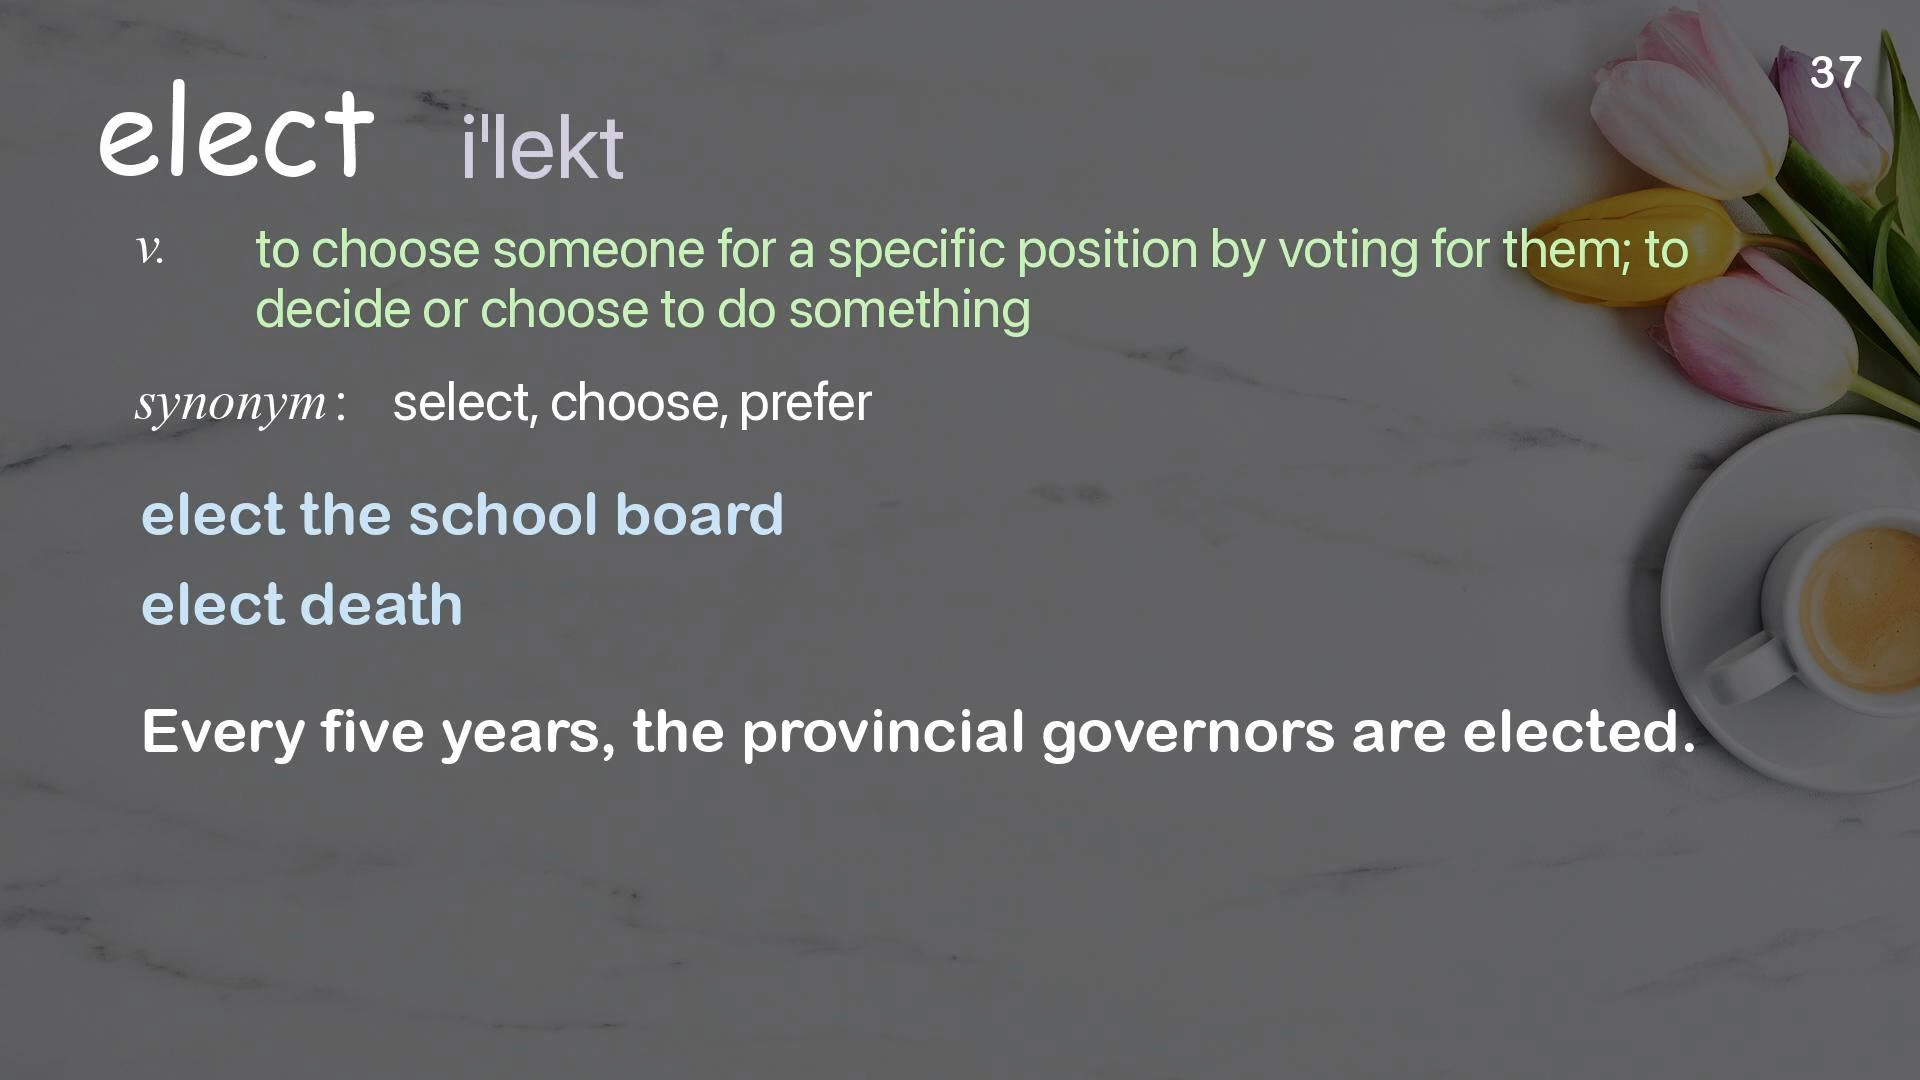 37
elect iˈlekt
v. to choose someone for a specific position by voting for them; to
decide or choose to do something
synonym: select, choose, prefer
elect the school board
elect death
Every five years, the provincial governors are elected.